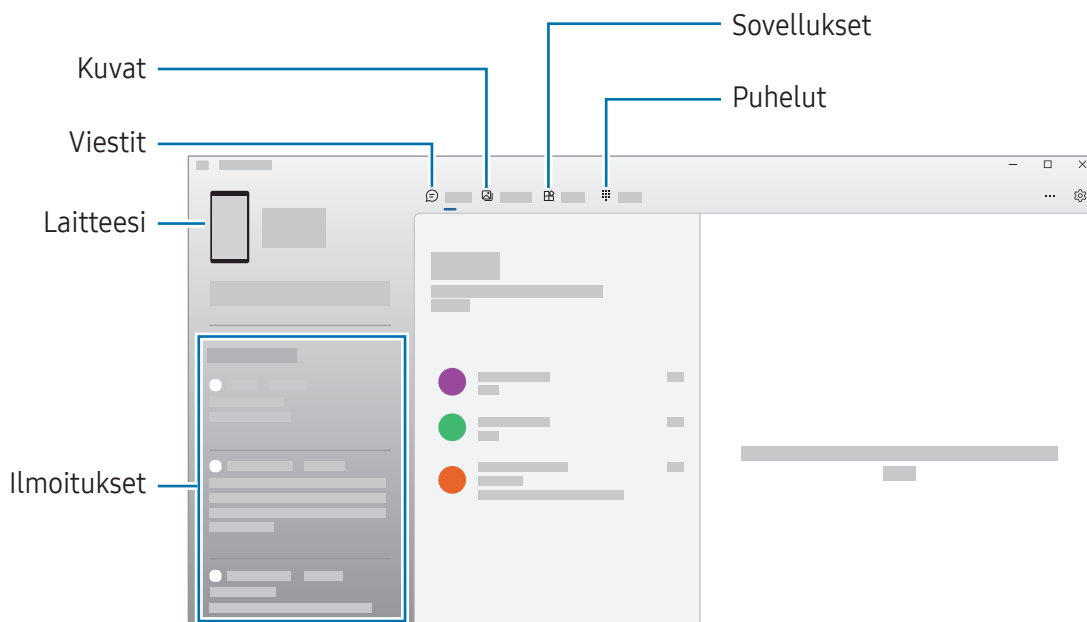 Sovellukset
Kuvat
Puhelut
Viestit
Laitteesi
Ilmoitukset